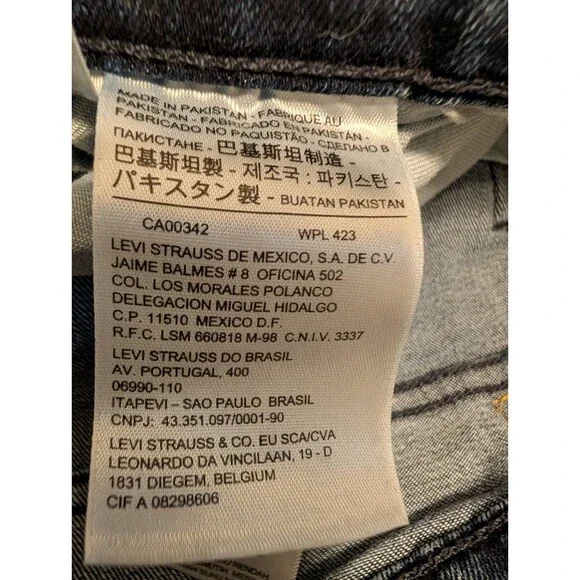 MADE IN PAKISTAN - FABRIQUE AU
PAKISTAN - FABRICADO EN PAKISTÁN -
FABRICADO NO PAQUISTÃO - СДЕЛАНО В
ПАКИСТАНЕ - 巴基斯坦制造 -
巴基斯坦製 - 제조국 : 파키스탄 -
パキスタン製 - BUATAN PAKISTAN
CA00342 WPL 423
LEVI STRAUSS DE MEXICO, S.A. DE C.V.
JAIME BALMES # 8 OFICINA 502
COL. LOS MORALES POLANCO
DELEGACION MIGUEL HIDALGO
C.P. 11510 MEXICO D.F.
R.F.C. LSM 660818 M-98 C.N.I.V. 3337
LEVI STRAUSS DO BRASIL
AV. PORTUGAL, 400
06990-110
ITAPEVI – SAO PAULO BRASIL
CNPJ: 43.351.097/0001-90
LEVI STRAUSS & CO. EU SCA/CVA
LEONARDO DA VINCILAAN, 19 - D
1831 DIEGEM, BELGIUM
CIF A 08298606